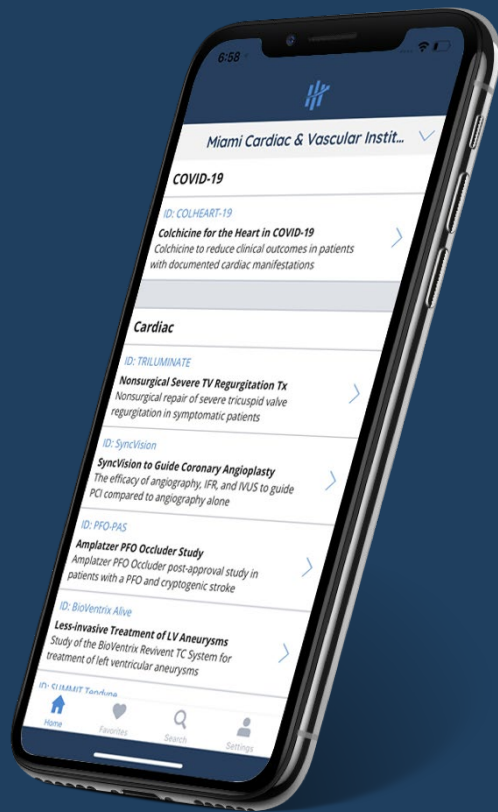 6:58
Miami Cardiac & Vascular Instit...
COVID-19
ID: COLHEART-19
Colchicine for the Heart in COVID-19
Colchicine to reduce clinical outcomes in patients
with documented cardiac manifestations
Cardiac
ID: TRILUMINATE
Nonsurgical Severe TV Regurgitation Tx
Nonsurgical repair of severe tricuspid valve
regurgitation in symptomatic patients
ID: SyncVision
SyncVision to Guide Coronary Angioplasty
The efficacy of angiography, IFR, and IVUS to guide
PCI compared to angiography alone
ID: PFO-PAS
Amplatzer PFO Occluder Study
Amplatzer PFO Occluder post-approval study in
patients with a PFO and cryptogenic stroke
ID: BioVentrix Alive
Less-invasive Treatment of LV Aneurysms
Study of the BioVentrix Revivent TC System for
treatment of left ventricular aneurysms
ID: SUMMIT Tendyne
Home
Favorites
Search
Settings